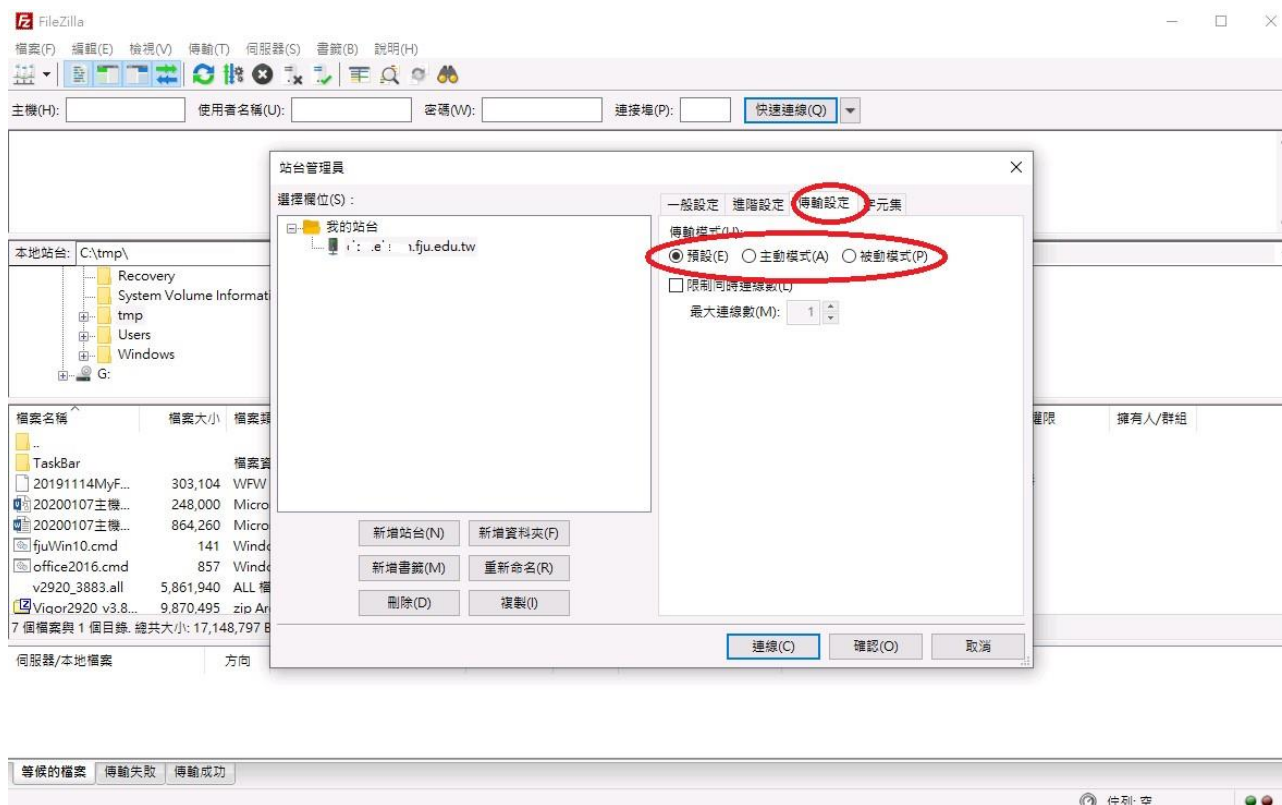 FileZilla
檔案(F) 編輯(E) 檢視(V) 傳輸(T) 伺服器(S) 書籤(B) 說明(H)
主機(H): 使用者名稱(U): 密碼(W): 連接埠(P): 快速連線(Q)
站台管理員
選擇欄位(S):
我的站台
.fju.edu.tw
一般設定 進階設定 傳輸設定 字元集
傳輸模式(U):
預設(E) 主動模式(A) 被動模式(P)
限制同時連線數(L)
最大連線數(M): 1
新增站台(N) 新增資料夾(F)
新增書籤(M) 重新命名(R)
刪除(D) 複製(I)
連線(C) 確認(O) 取消
本地站台: C:\tmp\
Recovery
System Volume Informat
tmp
Users
Windows
G:
檔案名稱 檔案大小 檔案類 權限 擁有人/群組
..
TaskBar 檔案資
20191114MyF... 303,104 WFW
20200107主機... 248,000 Micro
20200107主機... 864,260 Micro
fjuWin10.cmd 141 Windo
office2016.cmd 857 Windo
v2920_3883.all 5,861,940 ALL 檔
Vigor2920_v3.8... 9,870,495 zip Ar
7 個檔案與 1 個目錄. 總共大小: 17,148,797 B
伺服器/本地檔案 方向
等候的檔案 傳輸失敗 傳輸成功
佇列: 空